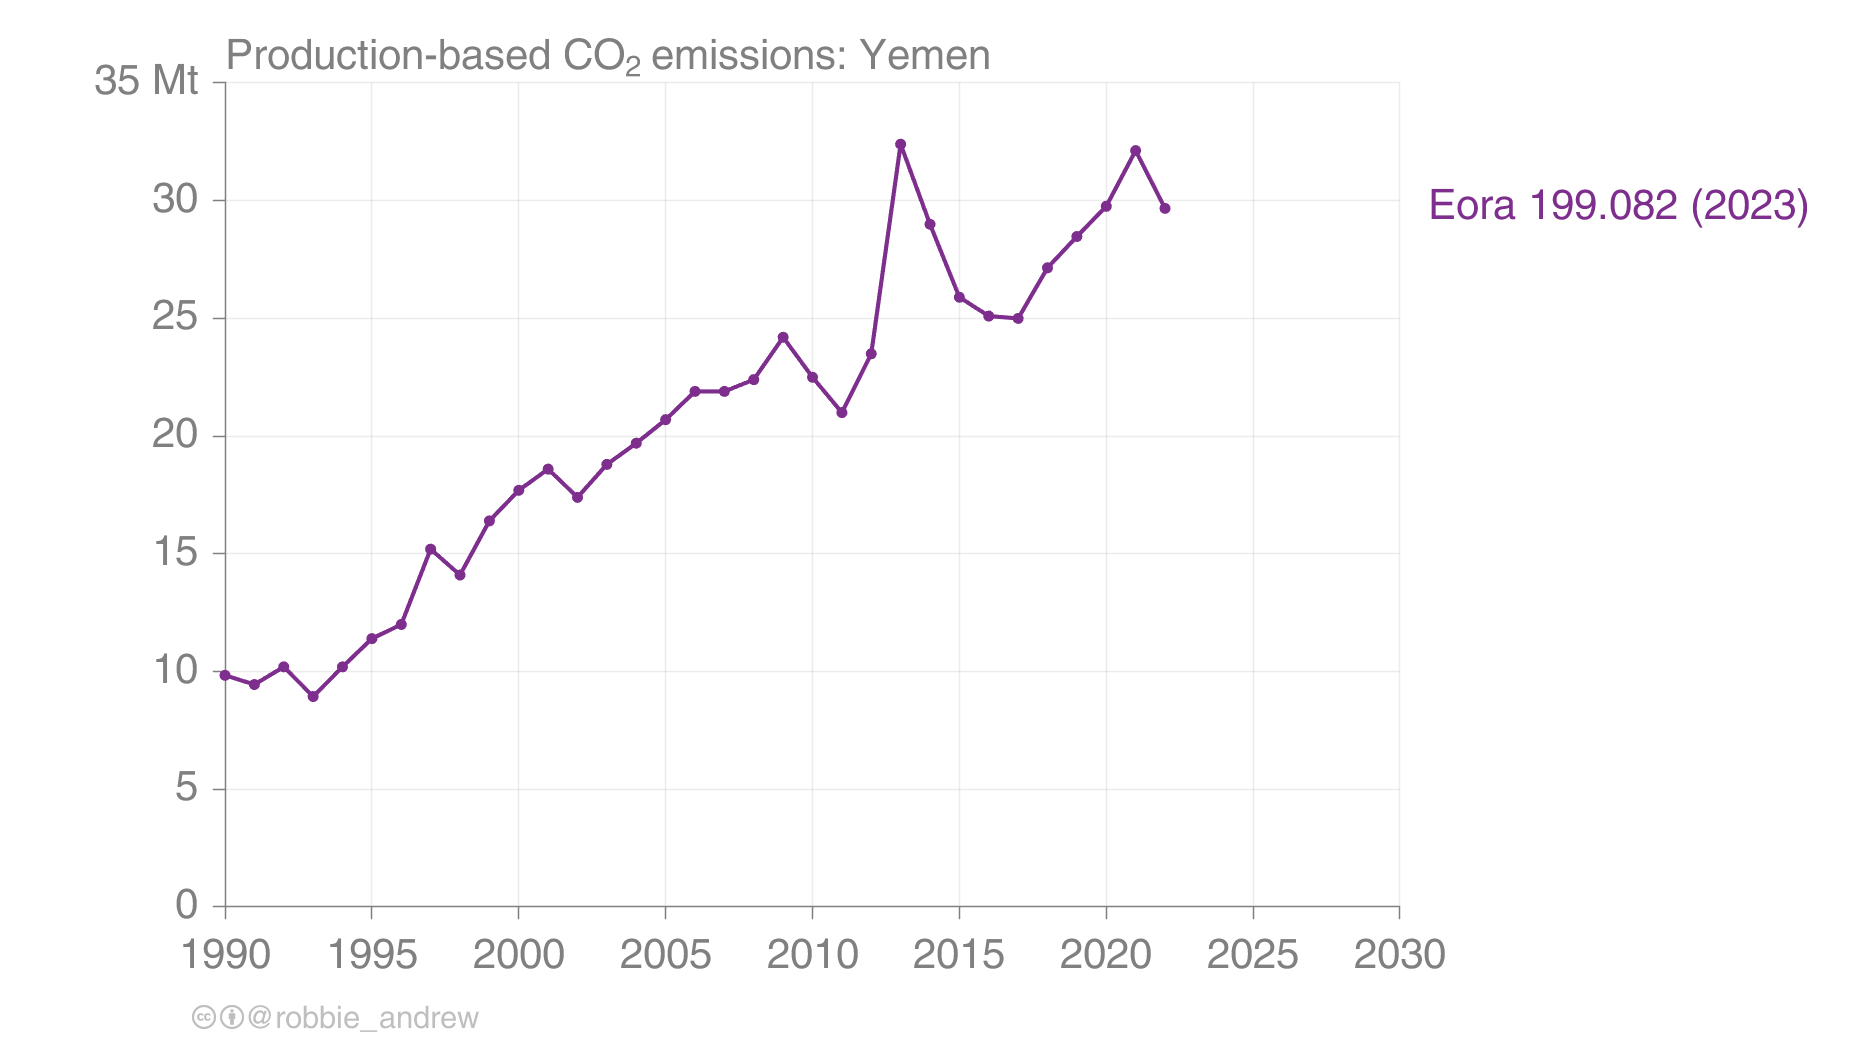 Production-based CO₂ emissions: Yemen
35 Mt
30
25
20
15
10
5
0
1990 1995 2000 2005 2010 2015 2020 2025 2030
Eora 199.082 (2023)
cc @robbie_andrew